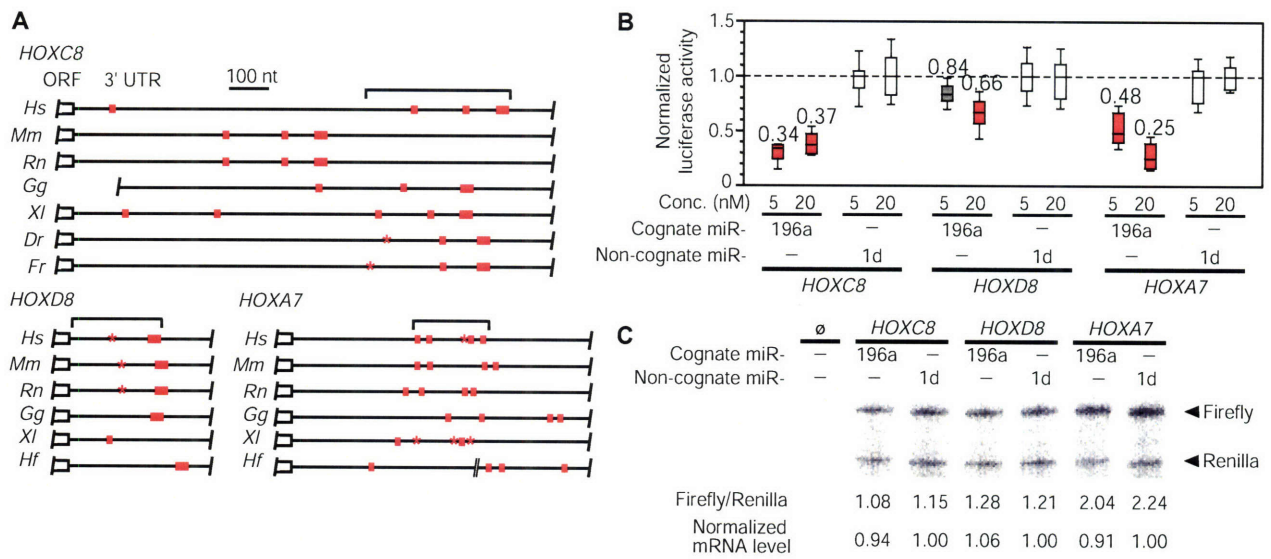 A
HOXC8
ORF 3' UTR 100 nt
Hs
Mm
Rn
Gg
Xl
Dr
Fr
HOXD8
Hs
Mm
Rn
Gg
Xl
Hf
HOXA7
Hs
Mm
Rn
Gg
Xl
Hf
B
Normalized
luciferase activity
1.5
1.0
0.5
0
0.34 0.37 0.84 0.66 0.48 0.25
Conc. (nM) 5 20 5 20 5 20 5 20 5 20 5 20
Cognate miR- 196a – 196a – 196a –
Non-cognate miR- – 1d – 1d – 1d
HOXC8 HOXD8 HOXA7
C
ø HOXC8 HOXD8 HOXA7
Cognate miR- – 196a – 196a – 196a –
Non-cognate miR- – – 1d – 1d – 1d
◄ Firefly
◄ Renilla
Firefly/Renilla 1.08 1.15 1.28 1.21 2.04 2.24
Normalized
mRNA level 0.94 1.00 1.06 1.00 0.91 1.00